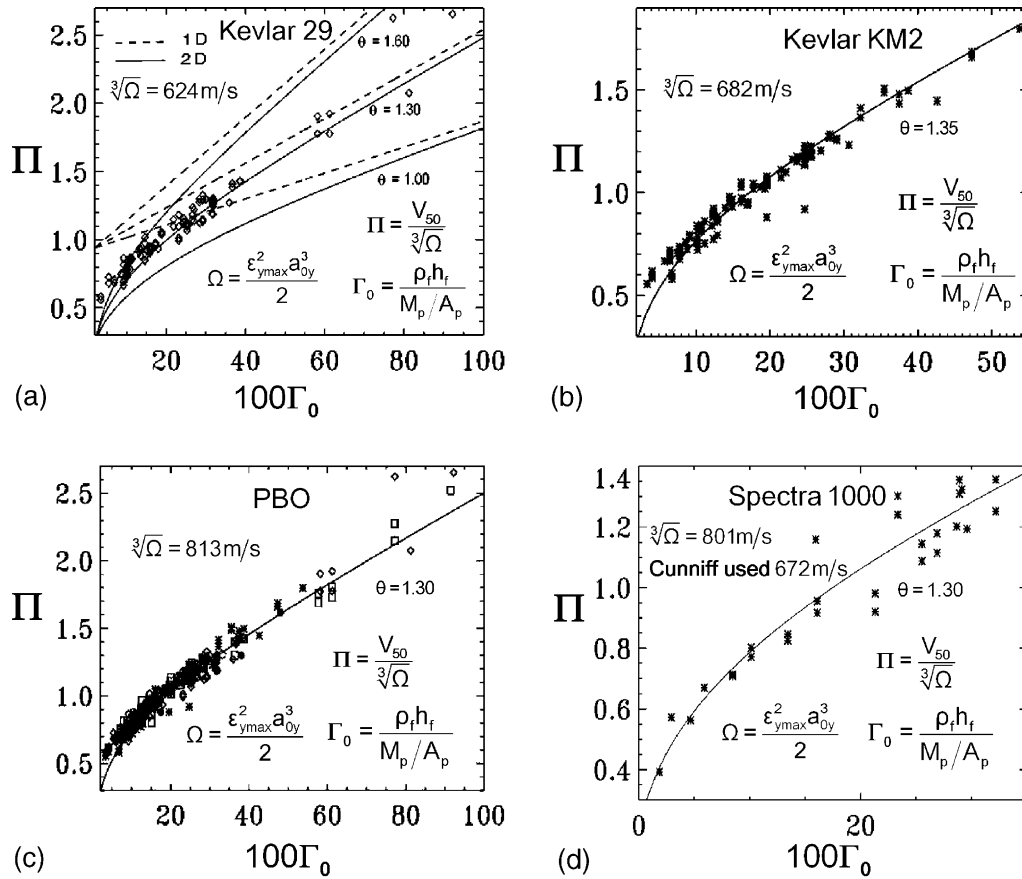 Kevlar 29
1D
2D
∛Ω = 624m/s
θ = 1.60
θ = 1.30
θ = 1.00
Π = V₅₀ / ∛Ω
Ω = ε²ymax a³0y / 2
Γ₀ = ρf hf / Mp/Ap
Π
2.5
2.0
1.5
1.0
0.5
20 40 60 80 100
(a) 100Γ₀
Kevlar KM2
∛Ω = 682m/s
θ = 1.35
Π = V₅₀ / ∛Ω
Ω = ε²ymax a³0y / 2
Γ₀ = ρf hf / Mp/Ap
Π
1.5
1.0
0.5
10 20 30 40 50
(b) 100Γ₀
PBO
∛Ω = 813m/s
θ = 1.30
Π = V₅₀ / ∛Ω
Ω = ε²ymax a³0y / 2
Γ₀ = ρf hf / Mp/Ap
Π
2.5
2.0
1.5
1.0
0.5
20 40 60 80 100
(c) 100Γ₀
Spectra 1000
∛Ω = 801m/s
Cunniff used 672m/s
θ = 1.30
Π = V₅₀ / ∛Ω
Ω = ε²ymax a³0y / 2
Γ₀ = ρf hf / Mp/Ap
Π
1.4
1.2
1.0
0.8
0.6
0.4
0 20
(d) 100Γ₀